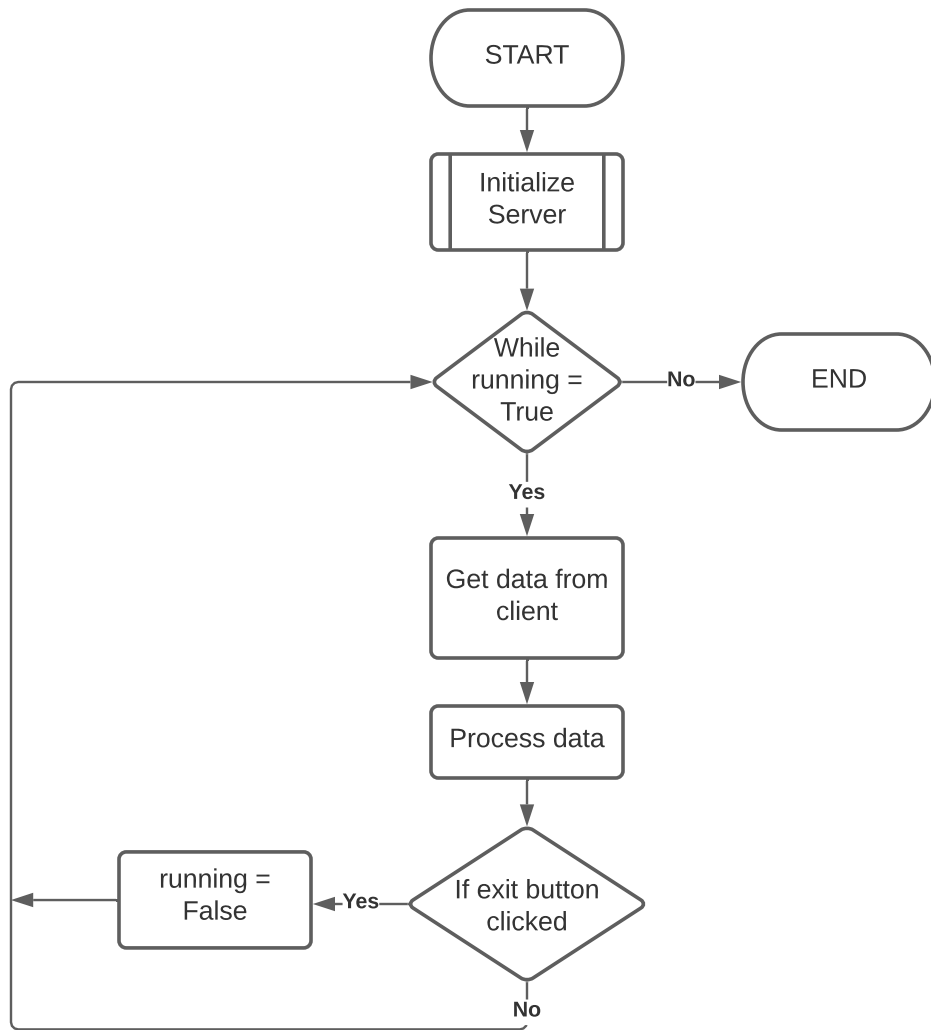 START
Initialize
Server
While
running =
True
No
END
Yes
Get data from
client
Process data
If exit button
clicked
Yes
running =
False
No